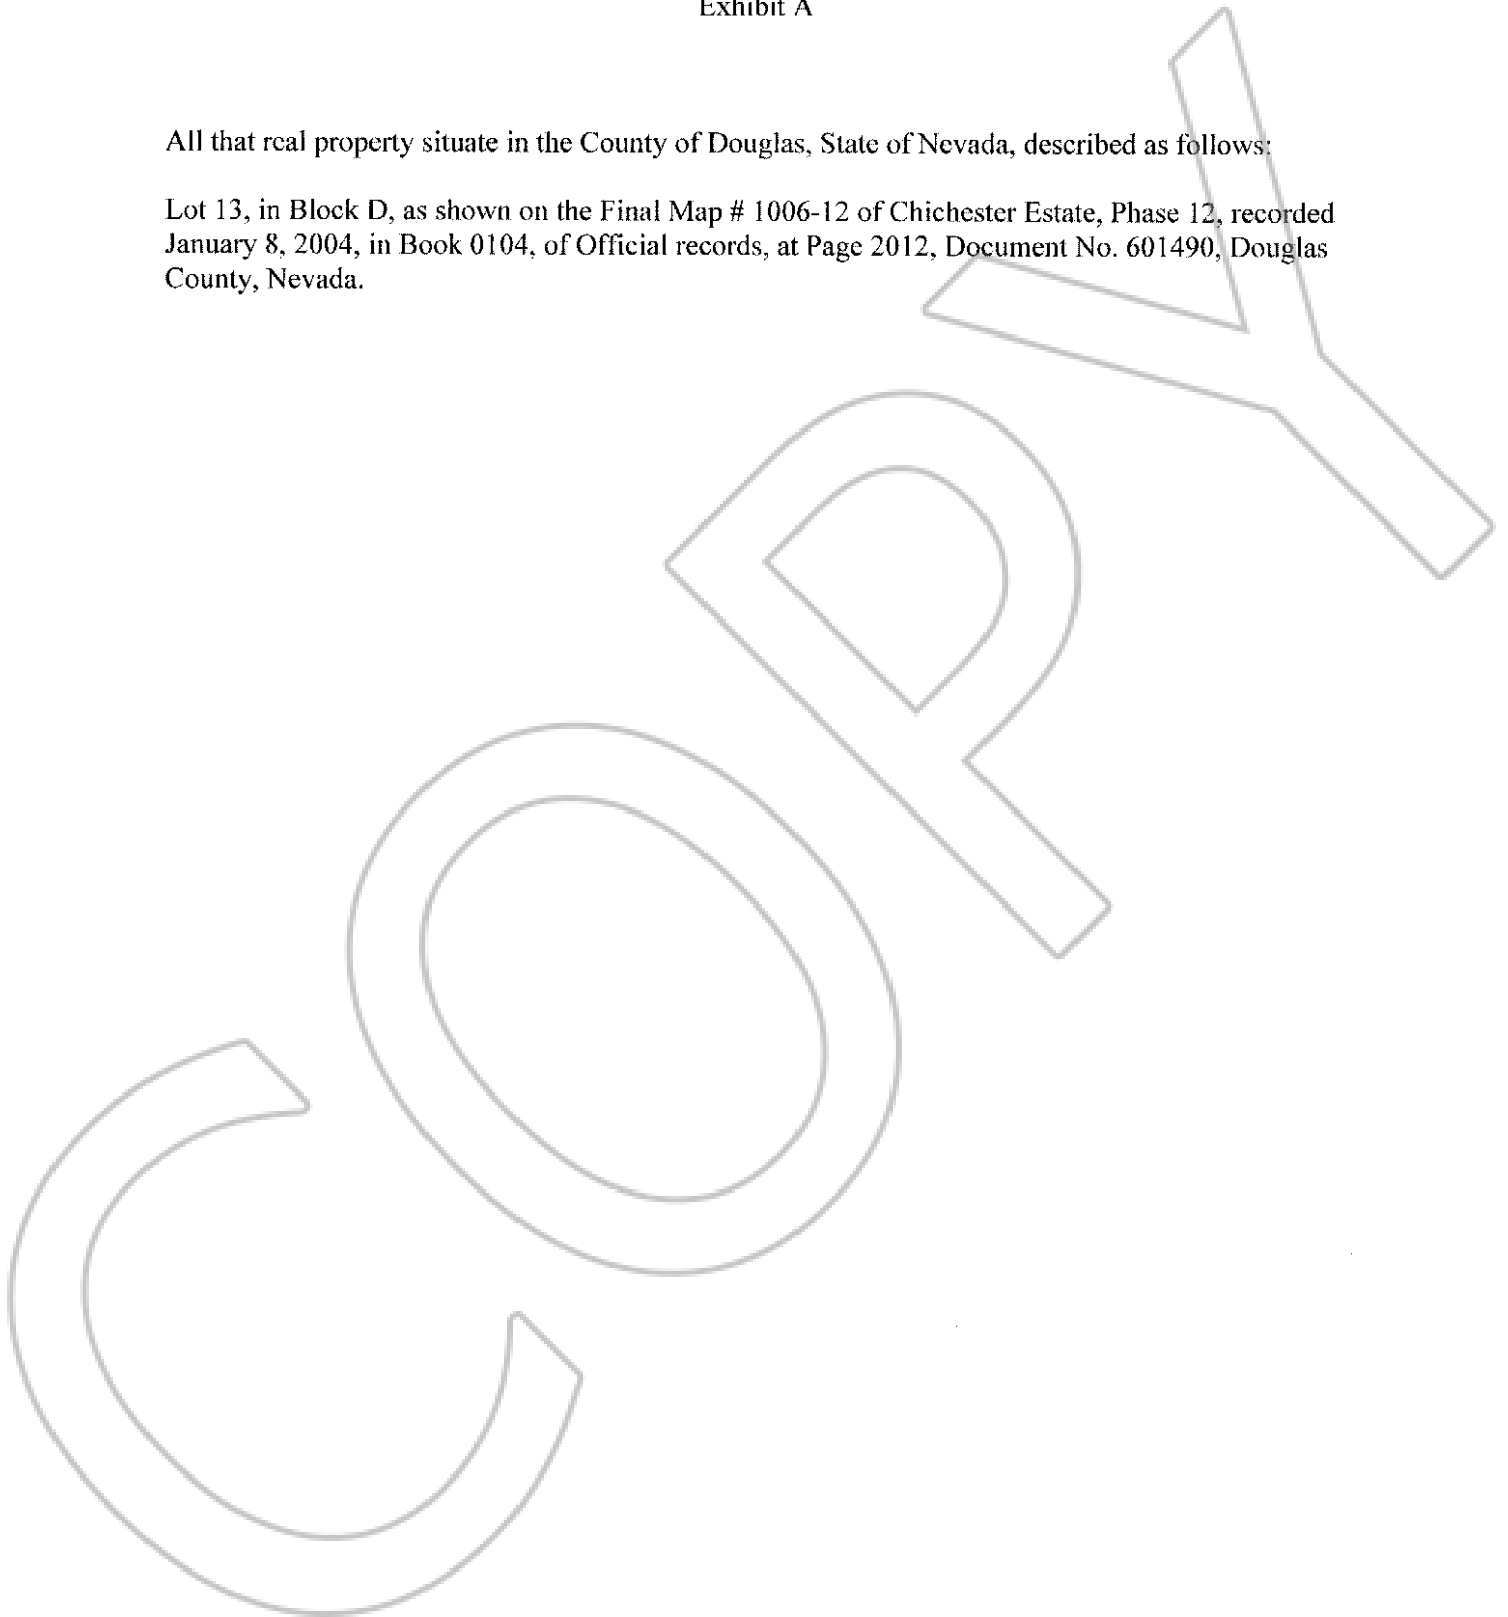 Exhibit A
All that real property situate in the County of Douglas, State of Nevada, described as follows:
Lot 13, in Block D, as shown on the Final Map # 1006-12 of Chichester Estate, Phase 12, recorded
January 8, 2004, in Book 0104, of Official records, at Page 2012, Document No. 601490, Douglas
County, Nevada.
COPY